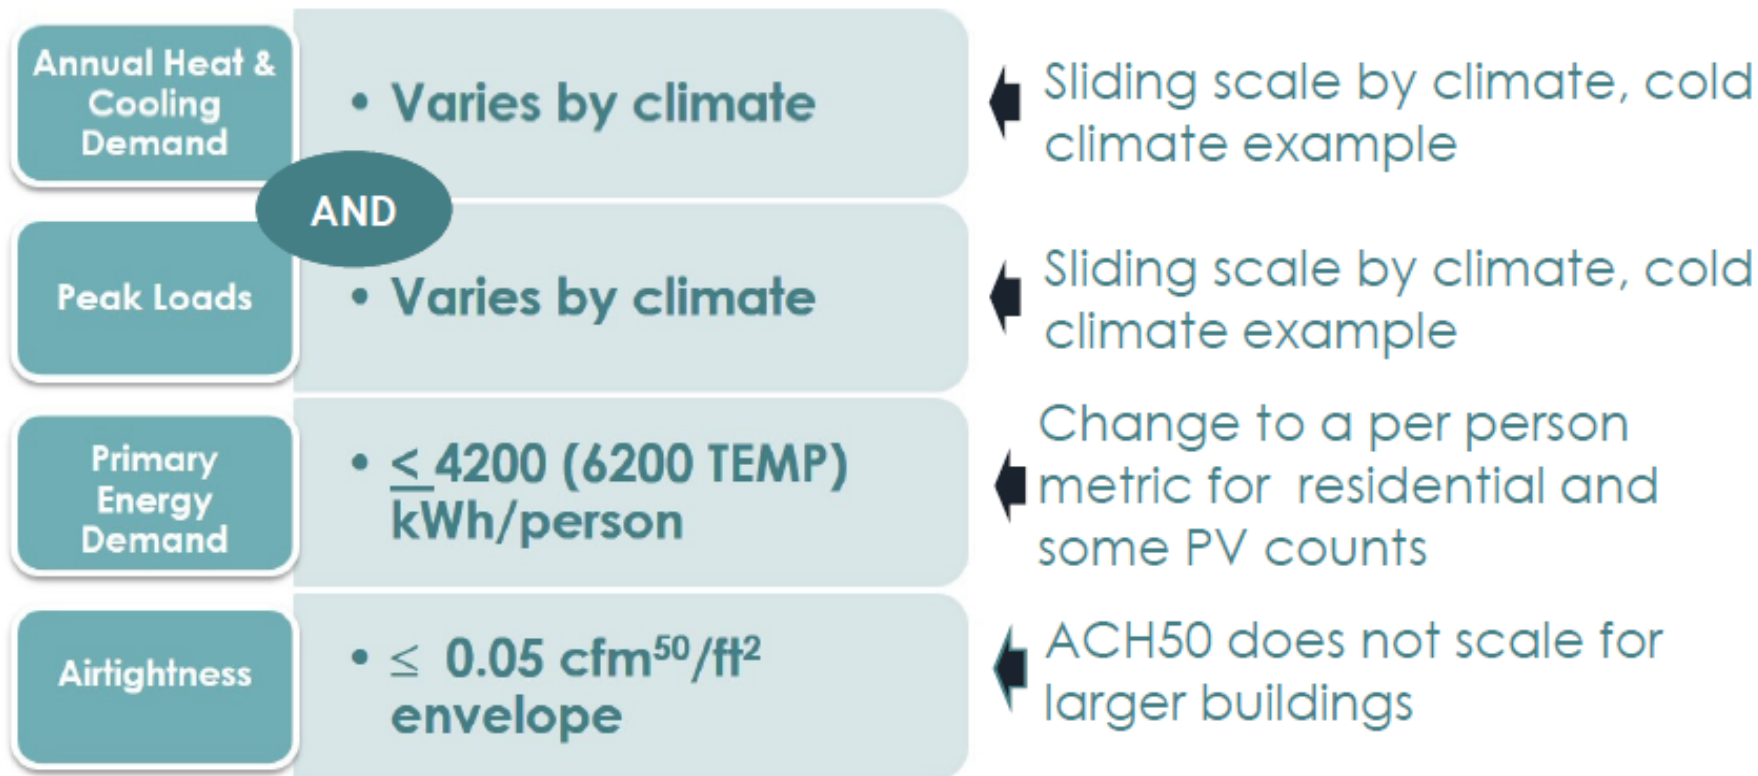 Annual Heat &
Cooling
Demand
• Varies by climate
Sliding scale by climate, cold
climate example
AND
Peak Loads
• Varies by climate
Sliding scale by climate, cold
climate example
Primary
Energy
Demand
• < 4200 (6200 TEMP)
kWh/person
Change to a per person
metric for residential and
some PV counts
Airtightness
• ≤ 0.05 cfm⁵⁰/ft²
envelope
ACH50 does not scale for
larger buildings